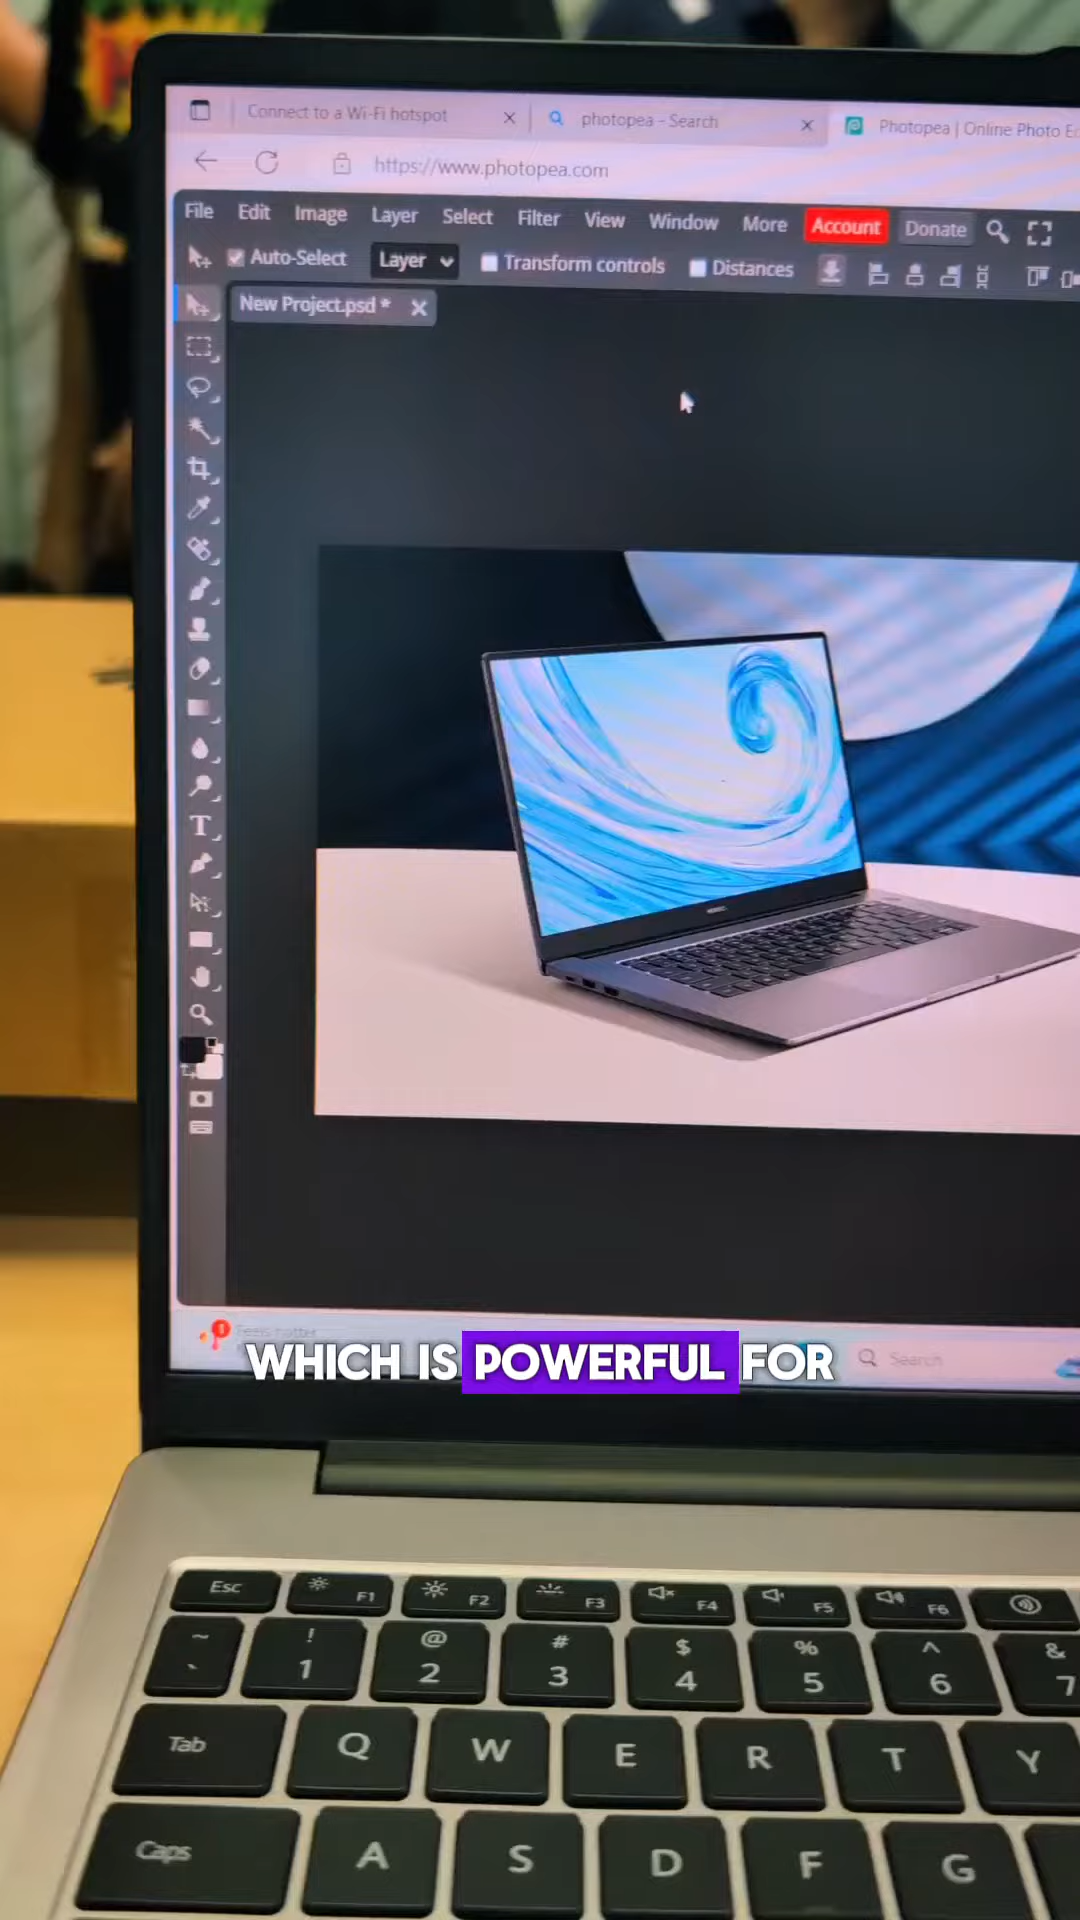 Connect to a Wi-Fi hotspot
photopea - Search
Photopea | Online Photo Ed
https://www.photopea.com
File Edit Image Layer Select Filter View Window More Account Donate
Auto-Select Layer Transform controls Distances
New Project.psd *
T
Search
WHICH IS POWERFUL FOR
Esc F1 F2 F3 F4 F5 F6
~ ! @ # $ % ^ &
` 1 2 3 4 5 6 7
Tab Q W E R T Y
Caps A S D F G